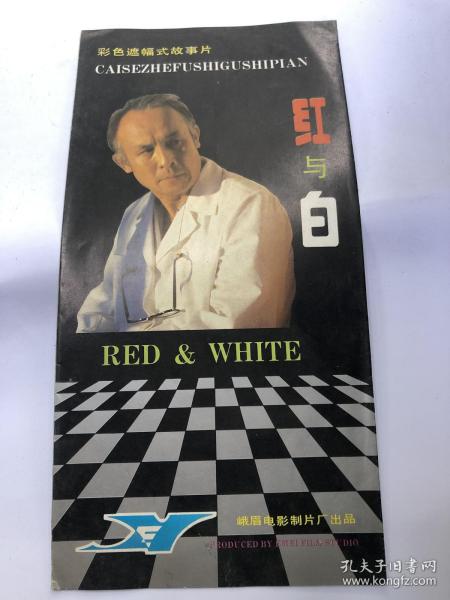 彩色遮幅式故事片
CAISEZHEFUSHIGUSHIPIAN
红
与
白
RED & WHITE
峨眉电影制片厂出品
PRODUCED BY EMEI FILM STUDIO
孔夫子旧书网
www.kongfz.com